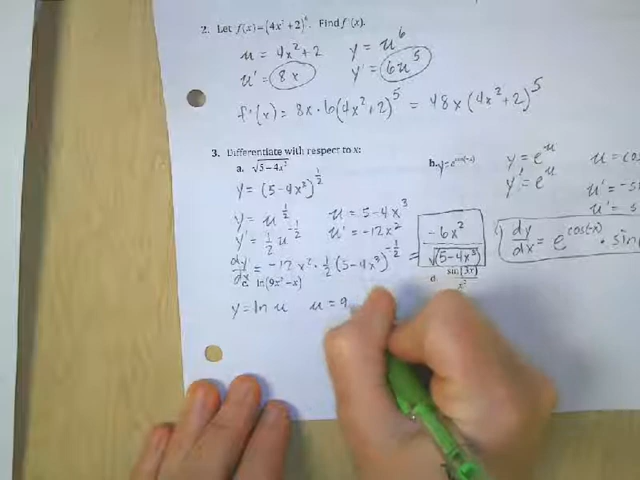 2. Let f(x)=(4x²+2)⁶. Find f'(x).
u = 4x²+2 y = u⁶
u' = 8x y' = 6u⁵
f'(x) = 8x·6(4x²+2)⁵ = 48x(4x²+2)⁵
3. Differentiate with respect to x:
a. √(5-4x³) b. y=e^cos(-x) y = e^u u = cos
y = (5-4x³)^½ y' = e^u u' = -s
y = u^½ u = 5-4x³ u' = s
y' = ½u^-½ u' = -12x²
dy/dx = -12x²·½(5-4x³)^-½ = -6x²/√(5-4x³) dy/dx = e^cos(-x)·sin
c. ln(9x²-x) d. sin(3x)/x²
y = ln u u = 9